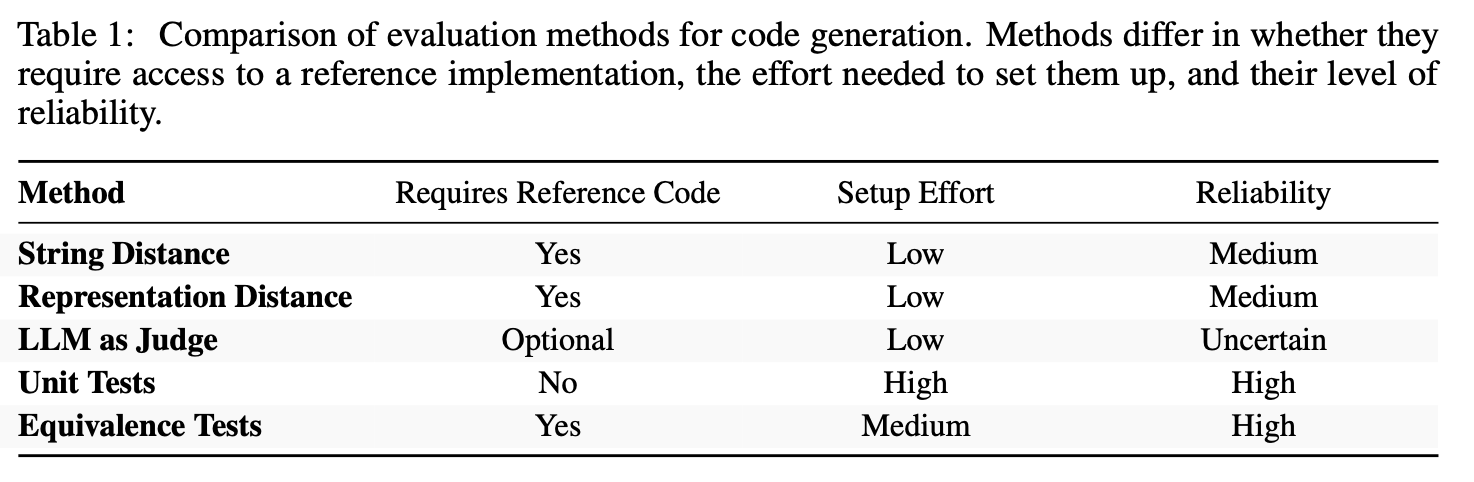 Table 1: Comparison of evaluation methods for code generation. Methods differ in whether they
require access to a reference implementation, the effort needed to set them up, and their level of
reliability.
Method Requires Reference Code Setup Effort Reliability
String Distance Yes Low Medium
Representation Distance Yes Low Medium
LLM as Judge Optional Low Uncertain
Unit Tests No High High
Equivalence Tests Yes Medium High